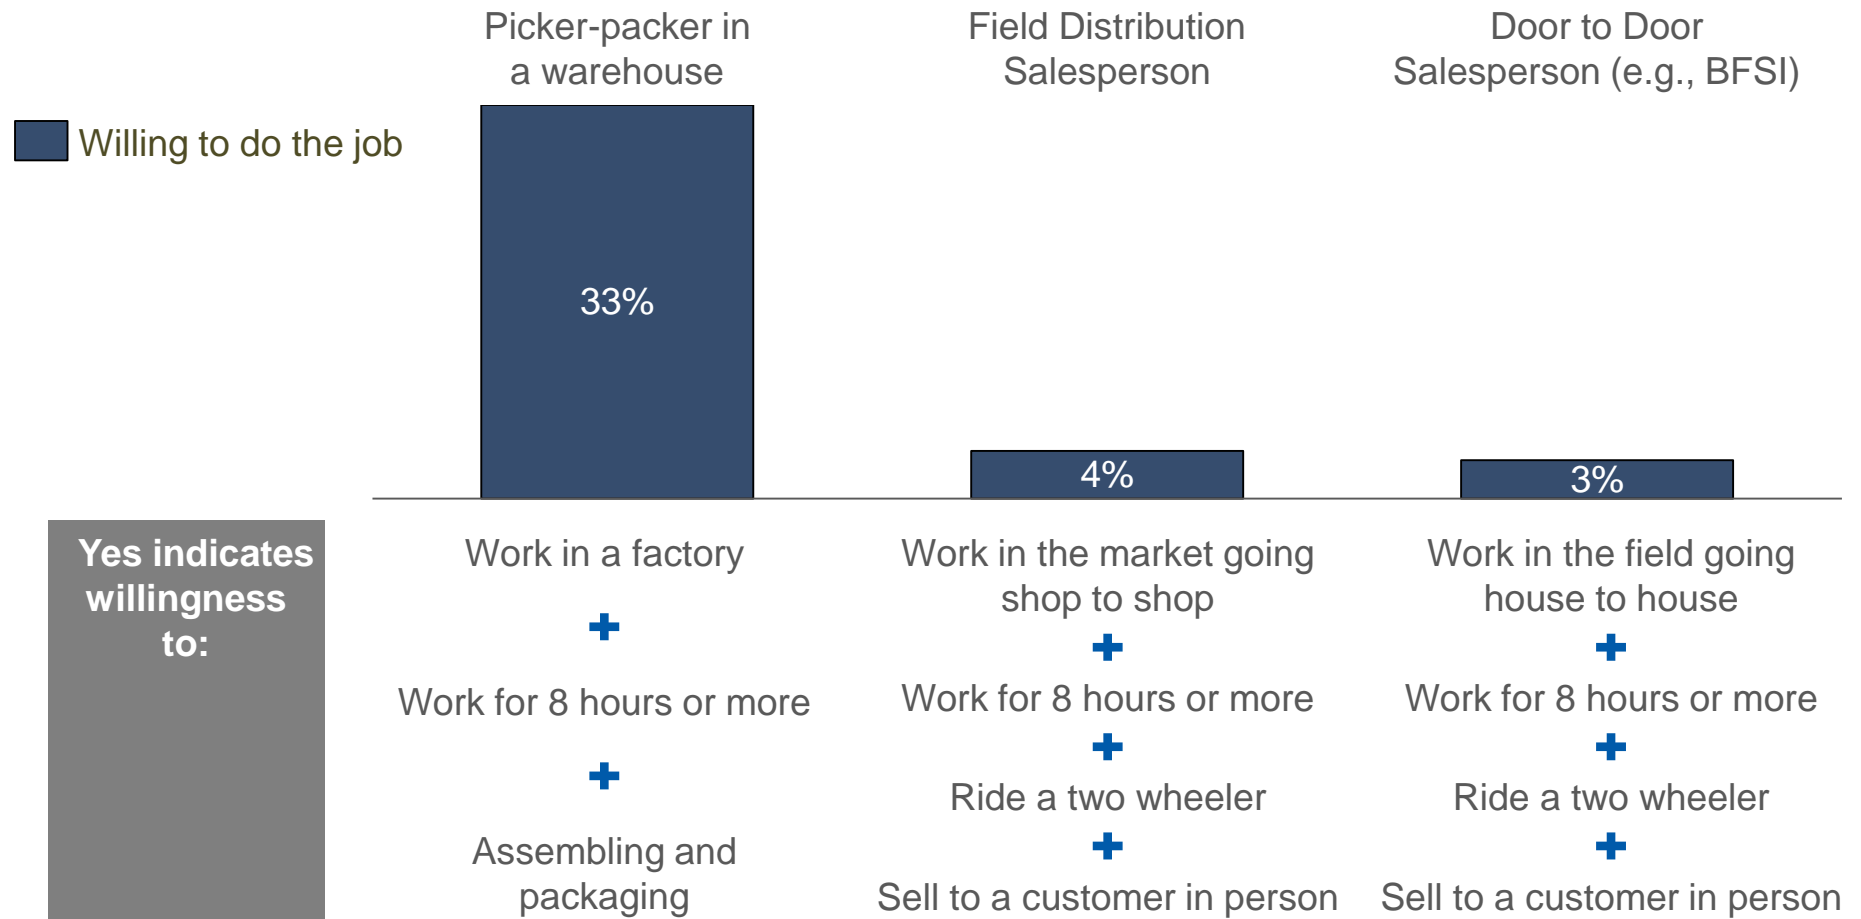 Picker-packer in
a warehouse
Field Distribution
Salesperson
Door to Door
Salesperson (e.g., BFSI)
Willing to do the job
33%
4%
3%
Yes indicates
willingness
to:
Work in a factory
Work for 8 hours or more
Assembling and
packaging
Work in the market going
shop to shop
Work for 8 hours or more
Ride a two wheeler
Sell to a customer in person
Work in the field going
house to house
Work for 8 hours or more
Ride a two wheeler
Sell to a customer in person